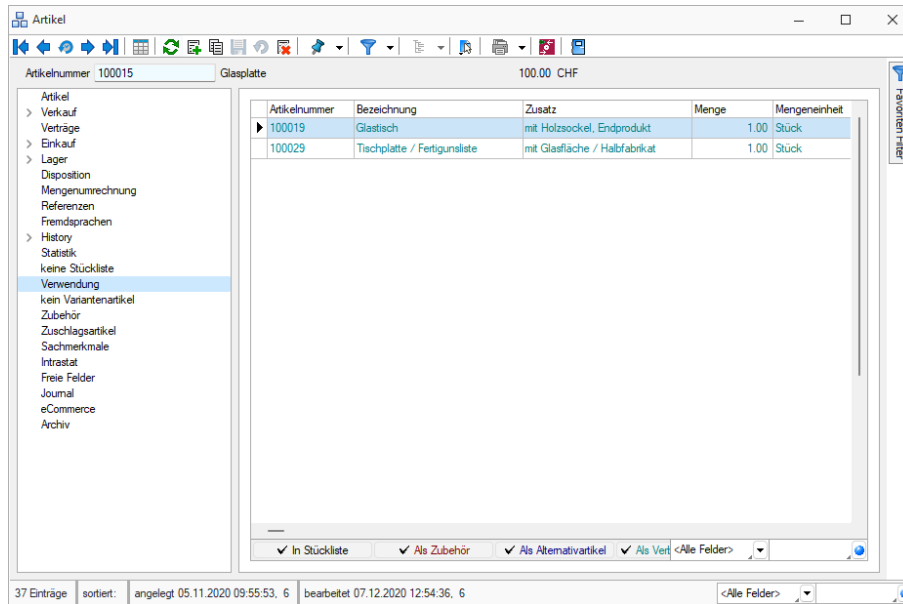 Artikel
Artikelnummer 100015 Glasplatte 100.00 CHF
Favoriten Filter
Artikel
Verkauf
Verträge
Einkauf
Lager
Disposition
Mengenumrechnung
Referenzen
Fremdsprachen
History
Statistik
keine Stückliste
Verwendung
kein Variantenartikel
Zubehör
Zuschlagsartikel
Sachmerkmale
Intrastat
Freie Felder
Journal
eCommerce
Archiv
Artikelnummer Bezeichnung Zusatz Menge Mengeneinheit
100019 Glastisch mit Holzsockel, Endprodukt 1.00 Stück
100029 Tischplatte / Fertigunsliste mit Glasfläche / Halbfabrikat 1.00 Stück
In Stückliste Als Zubehör Als Alternativartikel Als Vert <Alle Felder>
37 Einträge sortiert: angelegt 05.11.2020 09:55:53, 6 bearbeitet 07.12.2020 12:54:36, 6 <Alle Felder>